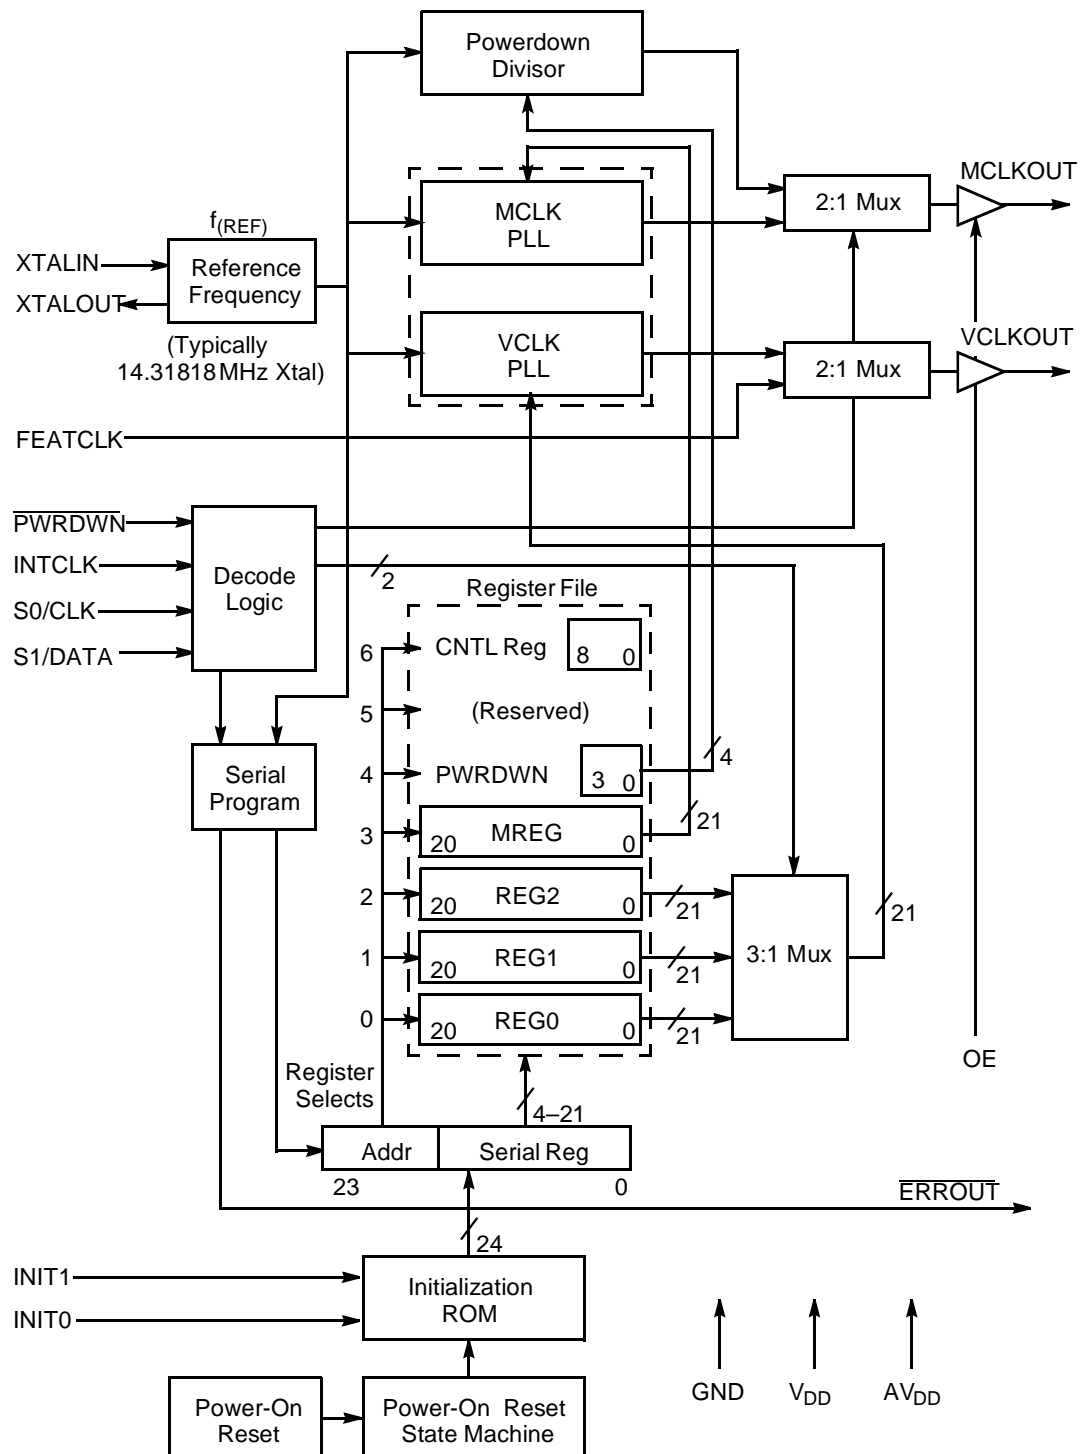 Powerdown
Divisor
MCLKOUT
MCLK
PLL
2:1 Mux
f(REF)
XTALIN
Reference
Frequency
XTALOUT
(Typically
14.31818 MHz Xtal)
VCLK
PLL
VCLKOUT
2:1 Mux
FEATCLK
PWRDWN
INTCLK
S0/CLK
S1/DATA
Decode
Logic
2
Register File
6
CNTL Reg
8 0
5
(Reserved)
4
PWRDWN
3 0
4
Serial
Program
3
20 MREG 0
21
2
20 REG2 0
21
21
1
20 REG1 0
21
3:1 Mux
0
20 REG0 0
21
OE
Register
Selects
4–21
Addr
Serial Reg
23
0
ERROUT
24
INIT1
INIT0
Initialization
ROM
GND
VDD
AVDD
Power-On
Reset
Power-On Reset
State Machine